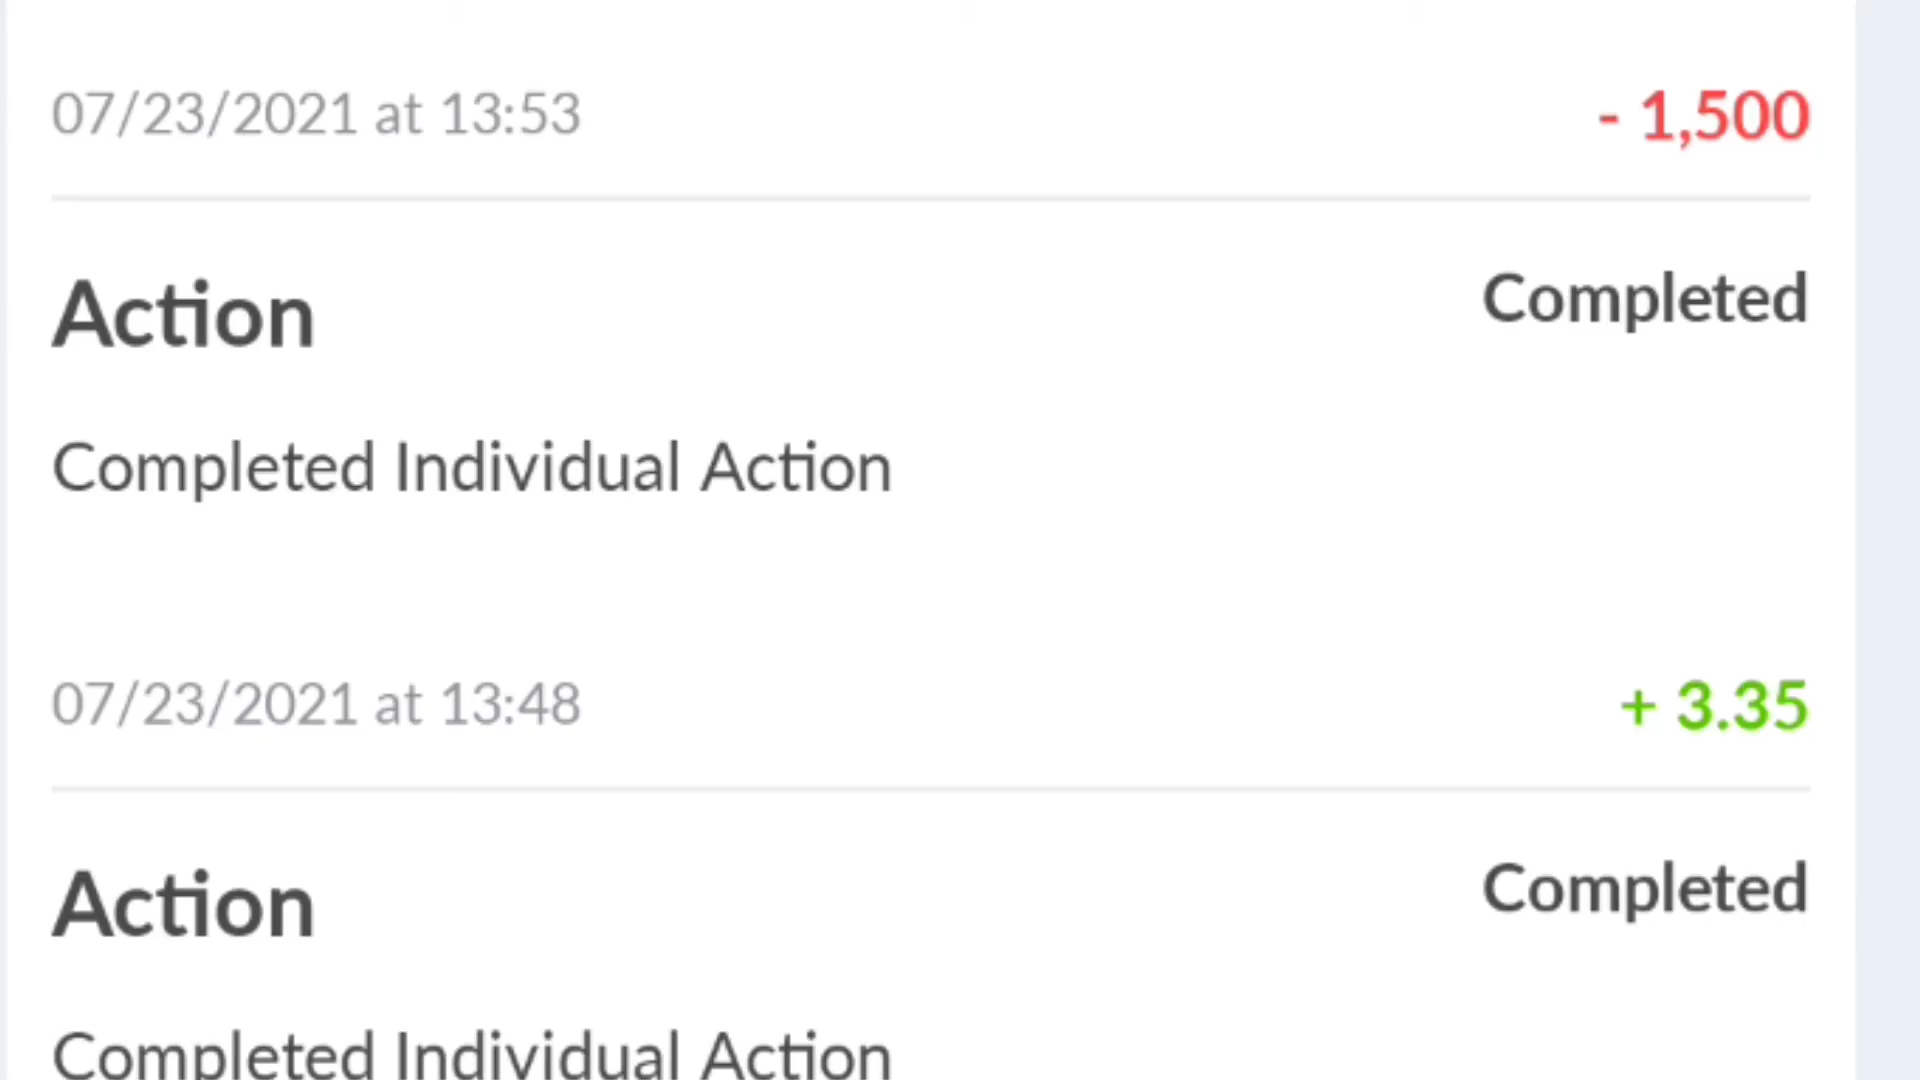 07/23/2021 at 13:53 - 1,500
Action Completed
Completed Individual Action
07/23/2021 at 13:48 + 3.35
Action Completed
Completed Individual Action